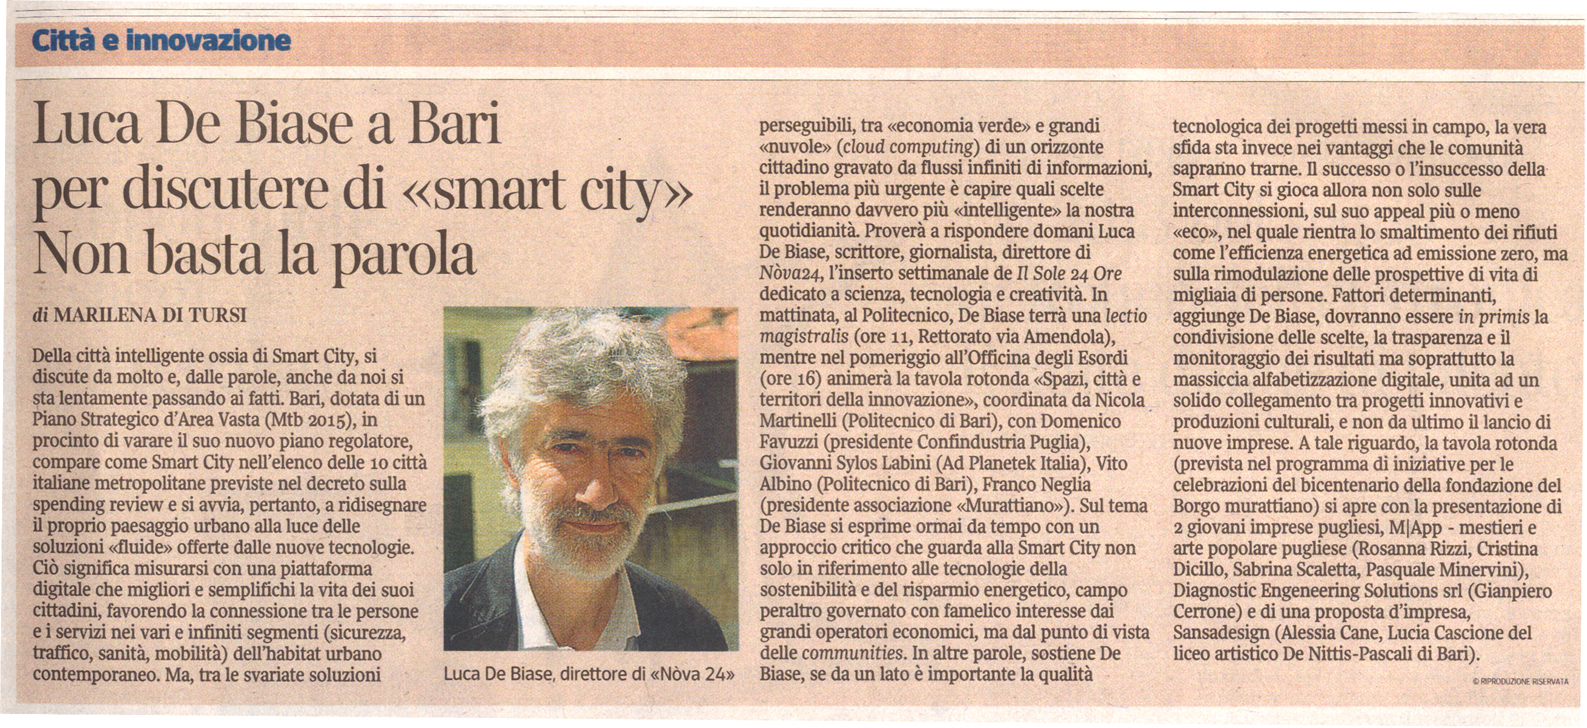 Città e innovazione
Luca De Biase a Bari
per discutere di «smart city»
Non basta la parola
di MARILENA DI TURSI
Della città intelligente ossia di Smart City, si
discute da molto e, dalle parole, anche da noi si
sta lentamente passando ai fatti. Bari, dotata di un
Piano Strategico d'Area Vasta (Mtb 2015), in
procinto di varare il suo nuovo piano regolatore,
compare come Smart City nell'elenco delle 10 città
italiane metropolitane previste nel decreto sulla
spending review e si avvia, pertanto, a ridisegnare
il proprio paesaggio urbano alla luce delle
soluzioni «fluide» offerte dalle nuove tecnologie.
Ciò significa misurarsi con una piattaforma
digitale che migliori e semplifichi la vita dei suoi
cittadini, favorendo la connessione tra le persone
e i servizi nei vari e infiniti segmenti (sicurezza,
traffico, sanità, mobilità) dell'habitat urbano
contemporaneo. Ma, tra le svariate soluzioni
Luca De Biase, direttore di «Nòva 24»
perseguibili, tra «economia verde» e grandi
«nuvole» (cloud computing) di un orizzonte
cittadino gravato da flussi infiniti di informazioni,
il problema più urgente è capire quali scelte
renderanno davvero più «intelligente» la nostra
quotidianità. Proverà a rispondere domani Luca
De Biase, scrittore, giornalista, direttore di
Nòva24, l'inserto settimanale de Il Sole 24 Ore
dedicato a scienza, tecnologia e creatività. In
mattinata, al Politecnico, De Biase terrà una lectio
magistralis (ore 11, Rettorato via Amendola),
mentre nel pomeriggio all'Officina degli Esordi
(ore 16) animerà la tavola rotonda «Spazi, città e
territori della innovazione», coordinata da Nicola
Martinelli (Politecnico di Bari), con Domenico
Favuzzi (presidente Confindustria Puglia),
Giovanni Sylos Labini (Ad Planetek Italia), Vito
Albino (Politecnico di Bari), Franco Neglia
(presidente associazione «Murattiano»). Sul tema
De Biase si esprime ormai da tempo con un
approccio critico che guarda alla Smart City non
solo in riferimento alle tecnologie della
sostenibilità e del risparmio energetico, campo
peraltro governato con famelico interesse dai
grandi operatori economici, ma dal punto di vista
delle communities. In altre parole, sostiene De
Biase, se da un lato è importante la qualità
tecnologica dei progetti messi in campo, la vera
sfida sta invece nei vantaggi che le comunità
sapranno trarne. Il successo o l'insuccesso della
Smart City si gioca allora non solo sulle
interconnessioni, sul suo appeal più o meno
«eco», nel quale rientra lo smaltimento dei rifiuti
come l'efficienza energetica ad emissione zero, ma
sulla rimodulazione delle prospettive di vita di
migliaia di persone. Fattori determinanti,
aggiunge De Biase, dovranno essere in primis la
condivisione delle scelte, la trasparenza e il
monitoraggio dei risultati ma soprattutto la
massiccia alfabetizzazione digitale, unita ad un
solido collegamento tra progetti innovativi e
produzioni culturali, e non da ultimo il lancio di
nuove imprese. A tale riguardo, la tavola rotonda
(prevista nel programma di iniziative per le
celebrazioni del bicentenario della fondazione del
Borgo murattiano) si apre con la presentazione di
2 giovani imprese pugliesi, M|App - mestieri e
arte popolare pugliese (Rosanna Rizzi, Cristina
Dicillo, Sabrina Scaletta, Pasquale Minervini),
Diagnostic Engeneering Solutions srl (Gianpiero
Cerrone) e di una proposta d'impresa,
Sansadesign (Alessia Cane, Lucia Cascione del
liceo artistico De Nittis-Pascali di Bari).
© RIPRODUZIONE RISERVATA